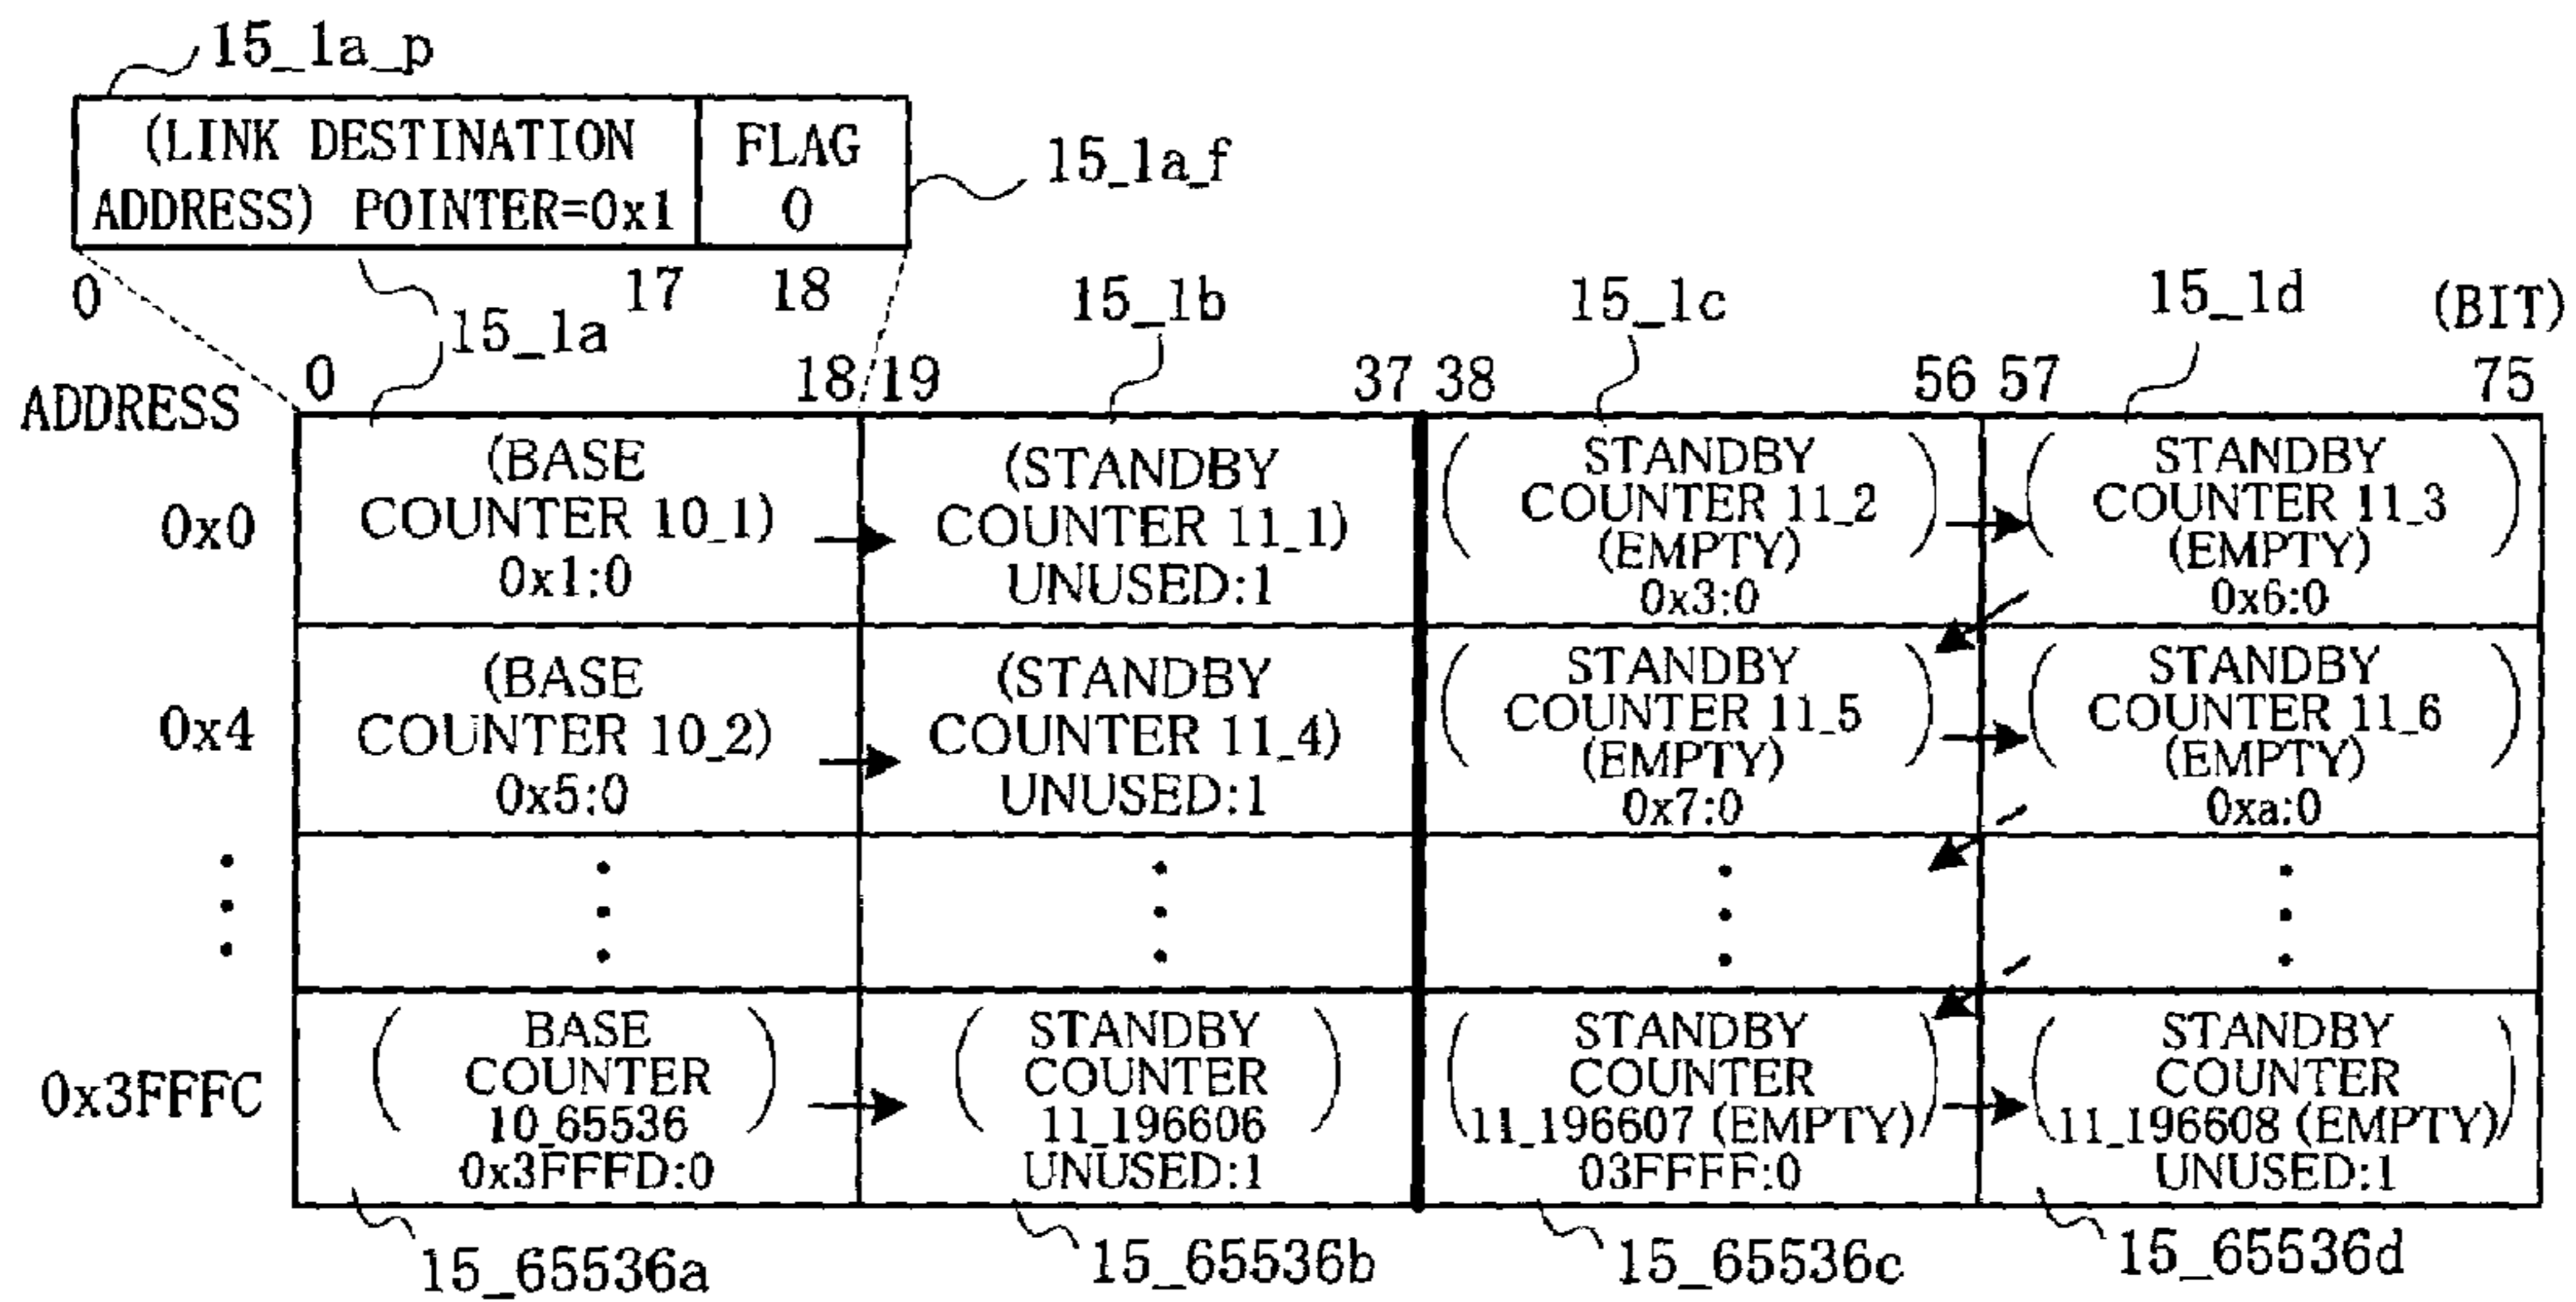 15_1a_p
(LINK DESTINATION
ADDRESS) POINTER=0x1
FLAG
0
15_1a_f
0 17 18
15_1a
15_1b
15_1c
15_1d
(BIT)
ADDRESS
0 18 19 37 38 56 57 75
0x0
(BASE
COUNTER 10_1)
0x1:0
(STANDBY
COUNTER 11_1)
UNUSED:1
(STANDBY
COUNTER 11_2
(EMPTY))
0x3:0
(STANDBY
COUNTER 11_3
(EMPTY))
0x6:0
0x4
(BASE
COUNTER 10_2)
0x5:0
(STANDBY
COUNTER 11_4)
UNUSED:1
(STANDBY
COUNTER 11_5
(EMPTY))
0x7:0
(STANDBY
COUNTER 11_6
(EMPTY))
0xa:0
0x3FFFC
(BASE
COUNTER
10_65536)
0x3FFFD:0
(STANDBY
COUNTER
11_196606)
UNUSED:1
(STANDBY
COUNTER
11_196607 (EMPTY))
03FFFF:0
(STANDBY
COUNTER
11_196608 (EMPTY))
UNUSED:1
15_65536a
15_65536b
15_65536c
15_65536d